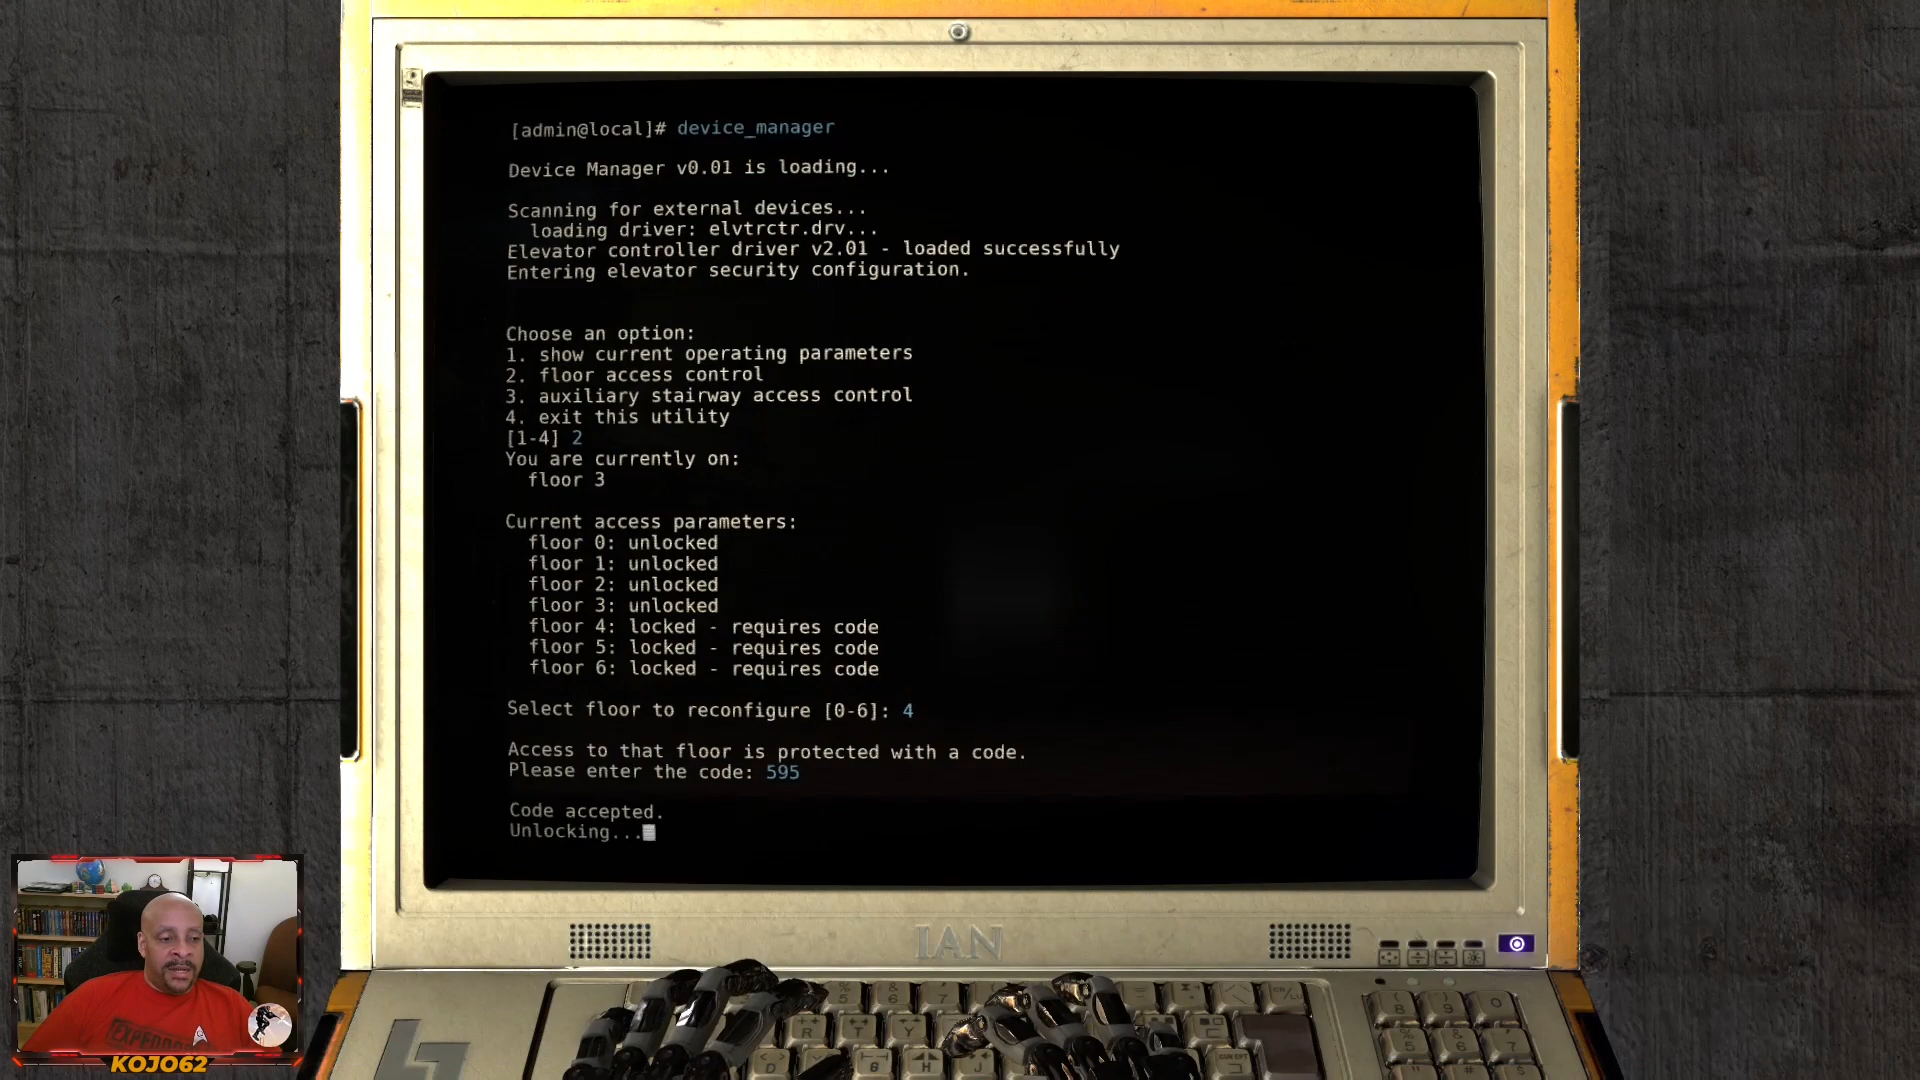 [admin@local]# device_manager
Device Manager v0.01 is loading...
Scanning for external devices...
loading driver: elvtrctr.drv...
Elevator controller driver v2.01 - loaded successfully
Entering elevator security configuration.
Choose an option:
1. show current operating parameters
2. floor access control
3. auxiliary stairway access control
4. exit this utility
[1-4] 2
You are currently on:
floor 3
Current access parameters:
floor 0: unlocked
floor 1: unlocked
floor 2: unlocked
floor 3: unlocked
floor 4: locked - requires code
floor 5: locked - requires code
floor 6: locked - requires code
Select floor to reconfigure [0-6]: 4
Access to that floor is protected with a code.
Please enter the code: 595
Code accepted.
Unlocking...
IAN
KOJO62